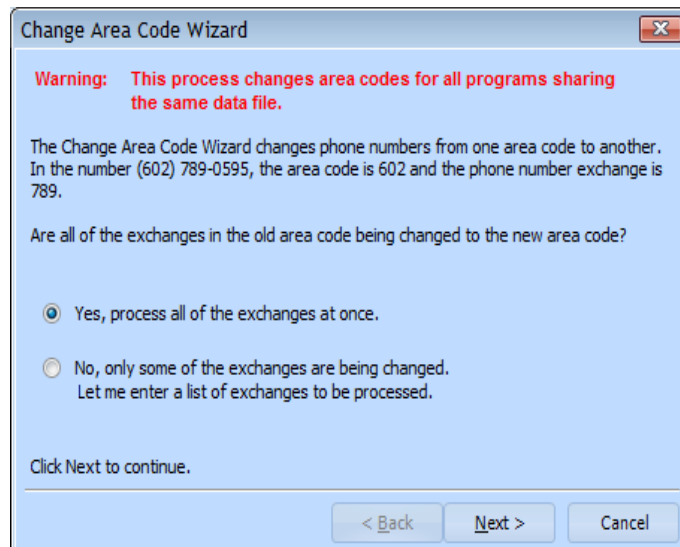 Change Area Code Wizard
Warning: This process changes area codes for all programs sharing
the same data file.
The Change Area Code Wizard changes phone numbers from one area code to another.
In the number (602) 789-0595, the area code is 602 and the phone number exchange is
789.
Are all of the exchanges in the old area code being changed to the new area code?
Yes, process all of the exchanges at once.
No, only some of the exchanges are being changed.
Let me enter a list of exchanges to be processed.
Click Next to continue.
< Back Next > Cancel